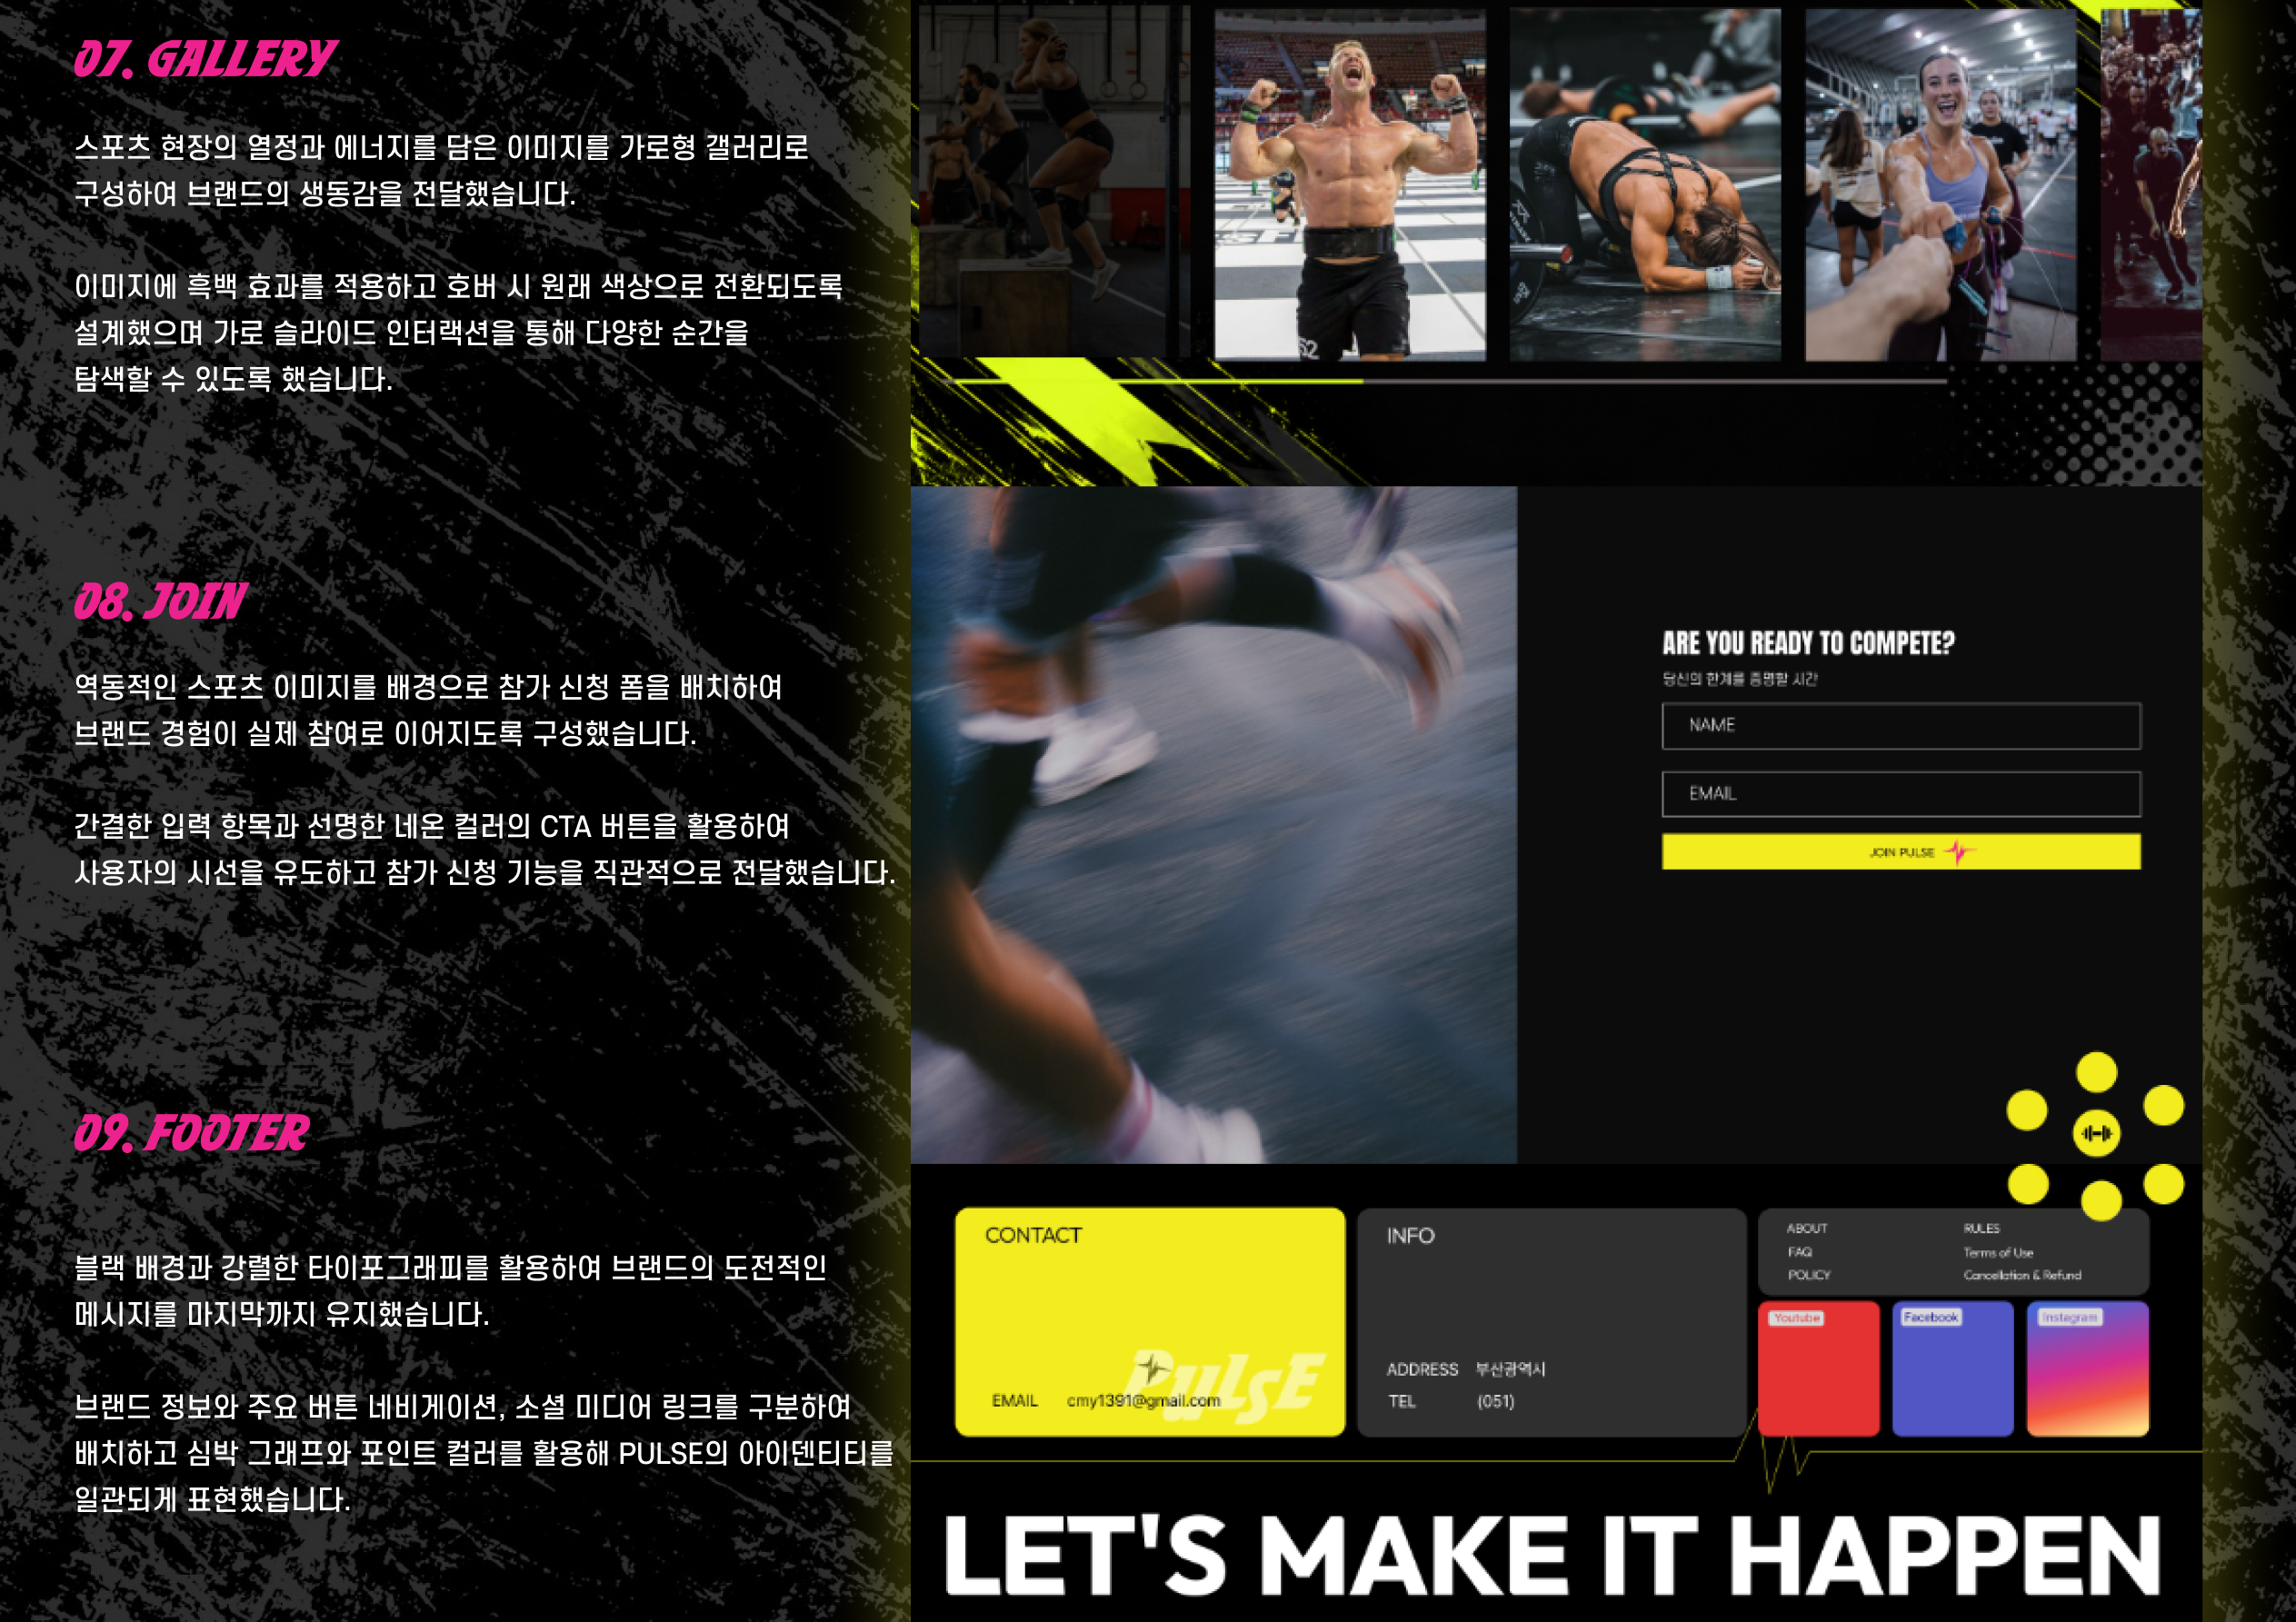 07. GALLERY
스포츠 현장의 열정과 에너지를 담은 이미지를 가로형 갤러리로
구성하여 브랜드의 생동감을 전달했습니다.
이미지에 흑백 효과를 적용하고 호버 시 원래 색상으로 전환되도록
설계했으며 가로 슬라이드 인터랙션을 통해 다양한 순간을
탐색할 수 있도록 했습니다.
08. JOIN
역동적인 스포츠 이미지를 배경으로 참가 신청 폼을 배치하여
브랜드 경험이 실제 참여로 이어지도록 구성했습니다.
간결한 입력 항목과 선명한 네온 컬러의 CTA 버튼을 활용하여
사용자의 시선을 유도하고 참가 신청 기능을 직관적으로 전달했습니다.
09. FOOTER
블랙 배경과 강렬한 타이포그래피를 활용하여 브랜드의 도전적인
메시지를 마지막까지 유지했습니다.
브랜드 정보와 주요 버튼 네비게이션, 소셜 미디어 링크를 구분하여
배치하고 심박 그래프와 포인트 컬러를 활용해 PULSE의 아이덴티티를
일관되게 표현했습니다.
52
ARE YOU READY TO COMPETE?
당신의 한계를 증명할 시간
NAME
EMAIL
JOIN PULSE
CONTACT
PulsE
EMAIL cmy1391@gmail.com
INFO
ADDRESS 부산광역시
TEL (051)
ABOUT RULES
FAQ Terms of Use
POLICY Cancellation & Refund
Youtube Facebook Instagram
LET'S MAKE IT HAPPEN